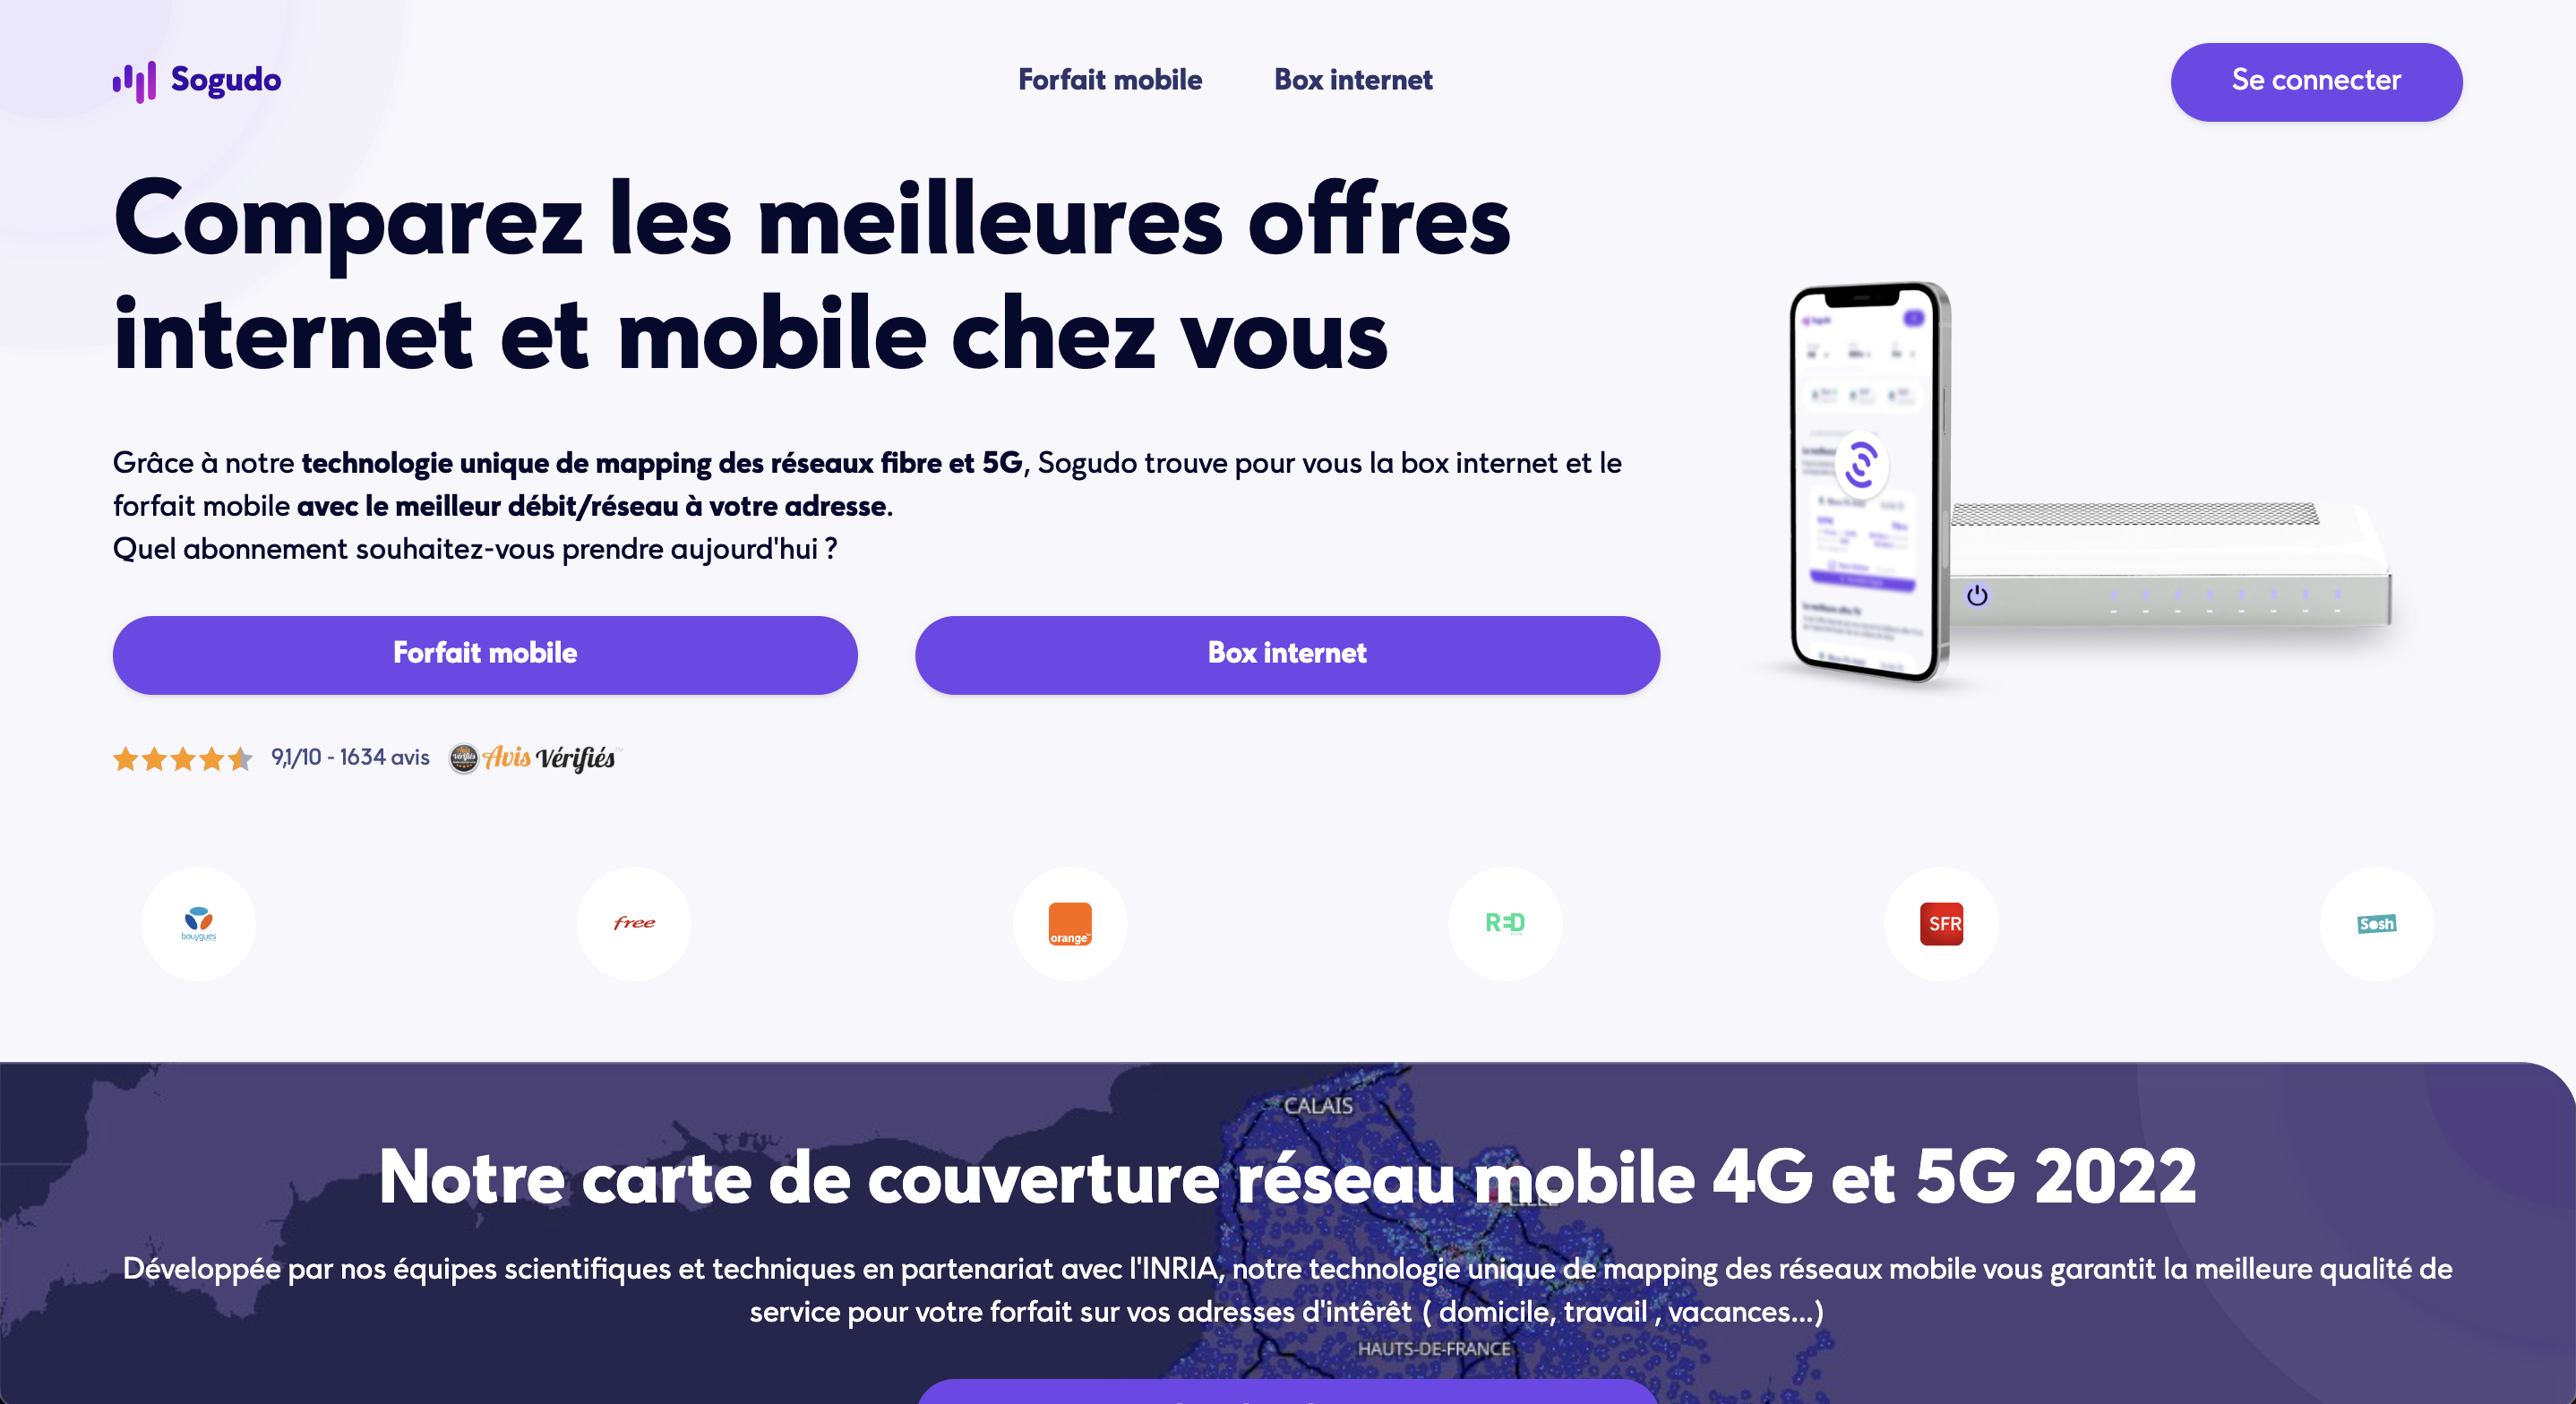 Sogudo
Forfait mobile
Box internet
Se connecter
Comparez les meilleures offres
internet et mobile chez vous
Grâce à notre technologie unique de mapping des réseaux fibre et 5G, Sogudo trouve pour vous la box internet et le
forfait mobile avec le meilleur débit/réseau à votre adresse.
Quel abonnement souhaitez-vous prendre aujourd'hui ?
Forfait mobile
Box internet
9,1/10 - 1634 avis
Avis Vérifiés
bouygues
free
orange
RED
SFR
Sosh
CALAIS
Notre carte de couverture réseau mobile 4G et 5G 2022
LILLE
Développée par nos équipes scientifiques et techniques en partenariat avec l'INRIA, notre technologie unique de mapping des réseaux mobile vous garantit la meilleure qualité de
service pour votre forfait sur vos adresses d'intêrêt ( domicile, travail , vacances...)
HAUTS-DE-FRANCE